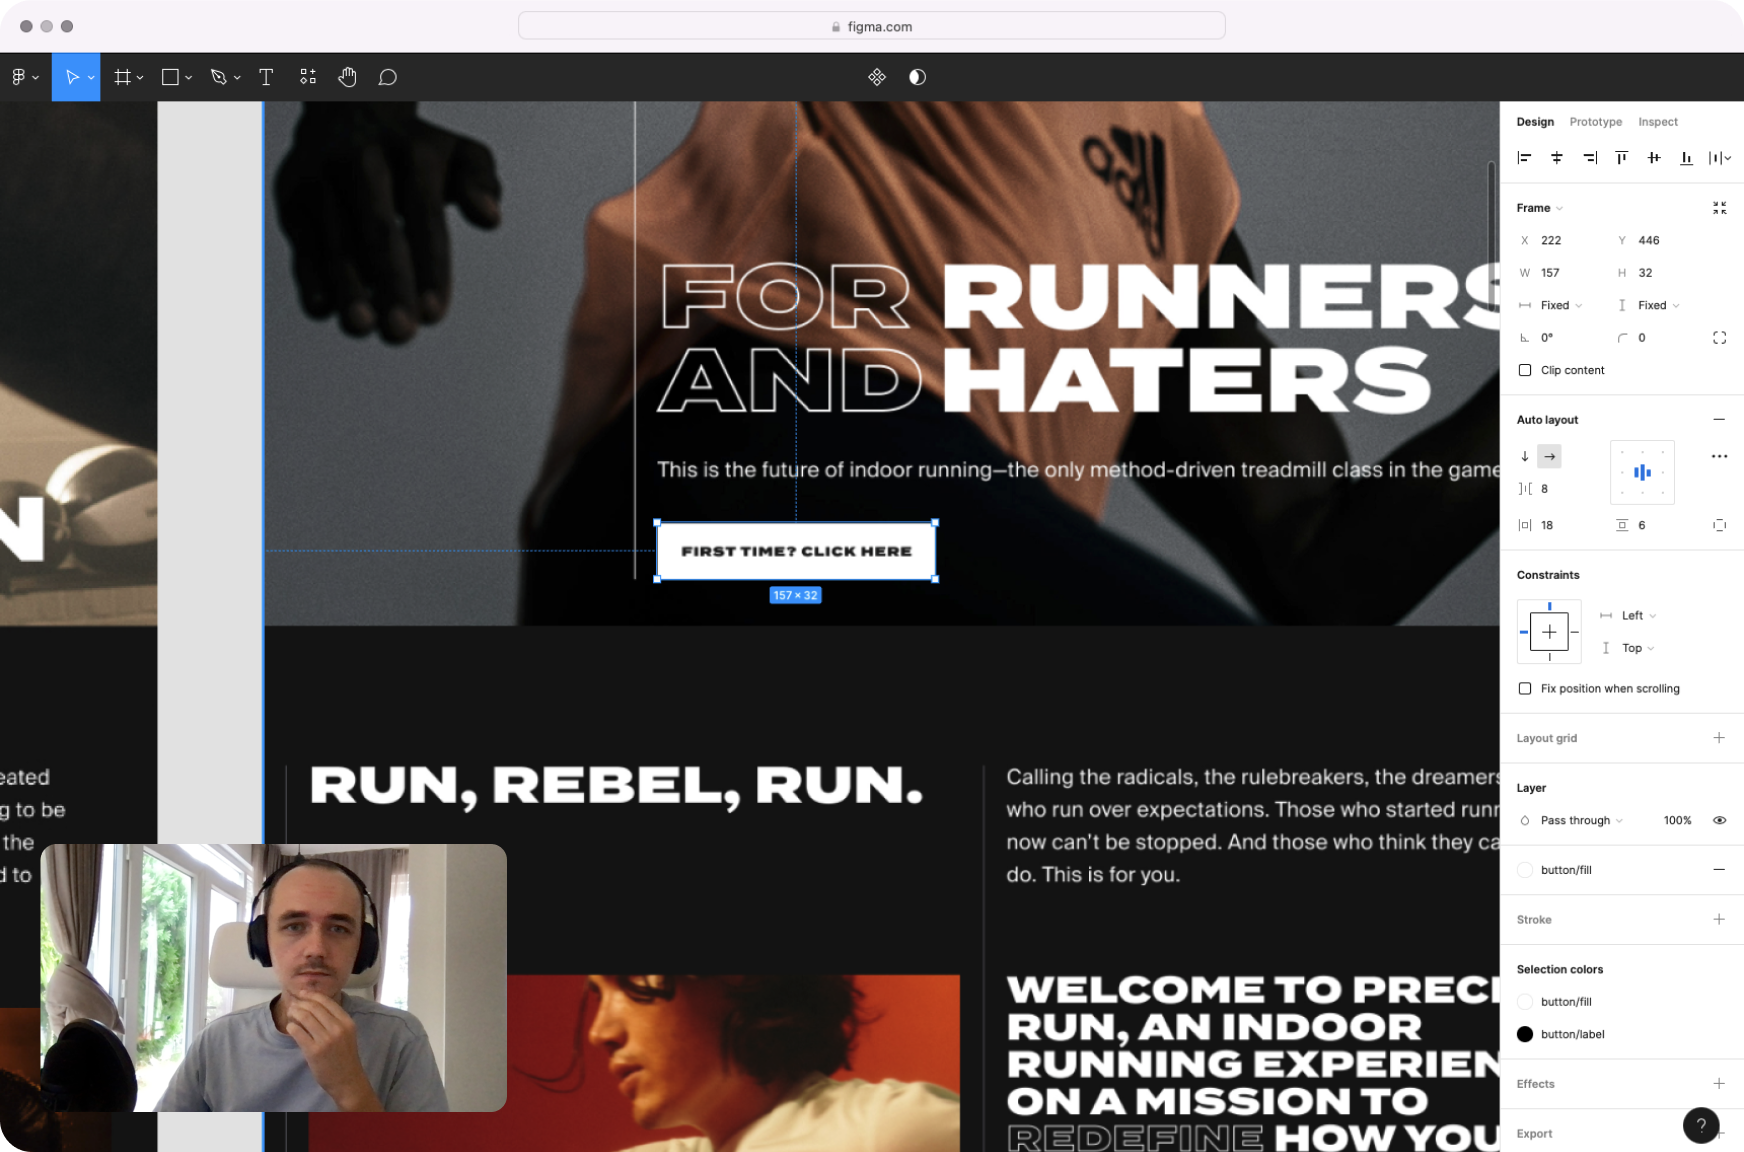 figma.com
Design Prototype Inspect
Frame
X 222 Y 446
W 157 H 32
Fixed Fixed
0° 0
Clip content
Auto layout
8
18 6
Constraints
Left
Top
Fix position when scrolling
Layout grid
Layer
Pass through 100%
button/fill
Stroke
Selection colors
button/fill
button/label
Effects
Export
?
adidas
FOR RUNNERS
AND HATERS
This is the future of indoor running—the only method-driven treadmill class in the game
FIRST TIME? CLICK HERE
157 × 32
N
eated
g to be
the
d to
RUN, REBEL, RUN.
Calling the radicals, the rulebreakers, the dreamers
who run over expectations. Those who started runn
now can't be stopped. And those who think they ca
do. This is for you.
WELCOME TO PRECI
RUN, AN INDOOR
RUNNING EXPERIEN
ON A MISSION TO
REDEFINE HOW YOU